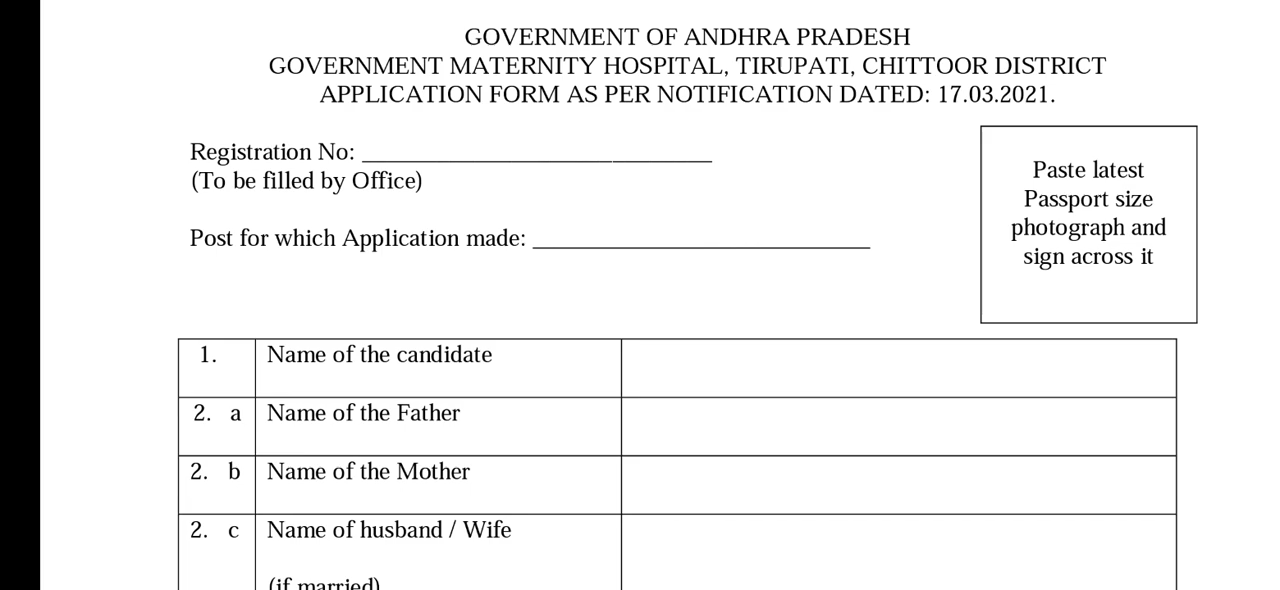 GOVERNMENT OF ANDHRA PRADESH
GOVERNMENT MATERNITY HOSPITAL, TIRUPATI, CHITTOOR DISTRICT
APPLICATION FORM AS PER NOTIFICATION DATED: 17.03.2021.
Registration No: ____________________________
(To be filled by Office)
Post for which Application made: ___________________________
Paste latest
Passport size
photograph and
sign across it
1. Name of the candidate
2. a Name of the Father
2. b Name of the Mother
2. c Name of husband / Wife
(if married)